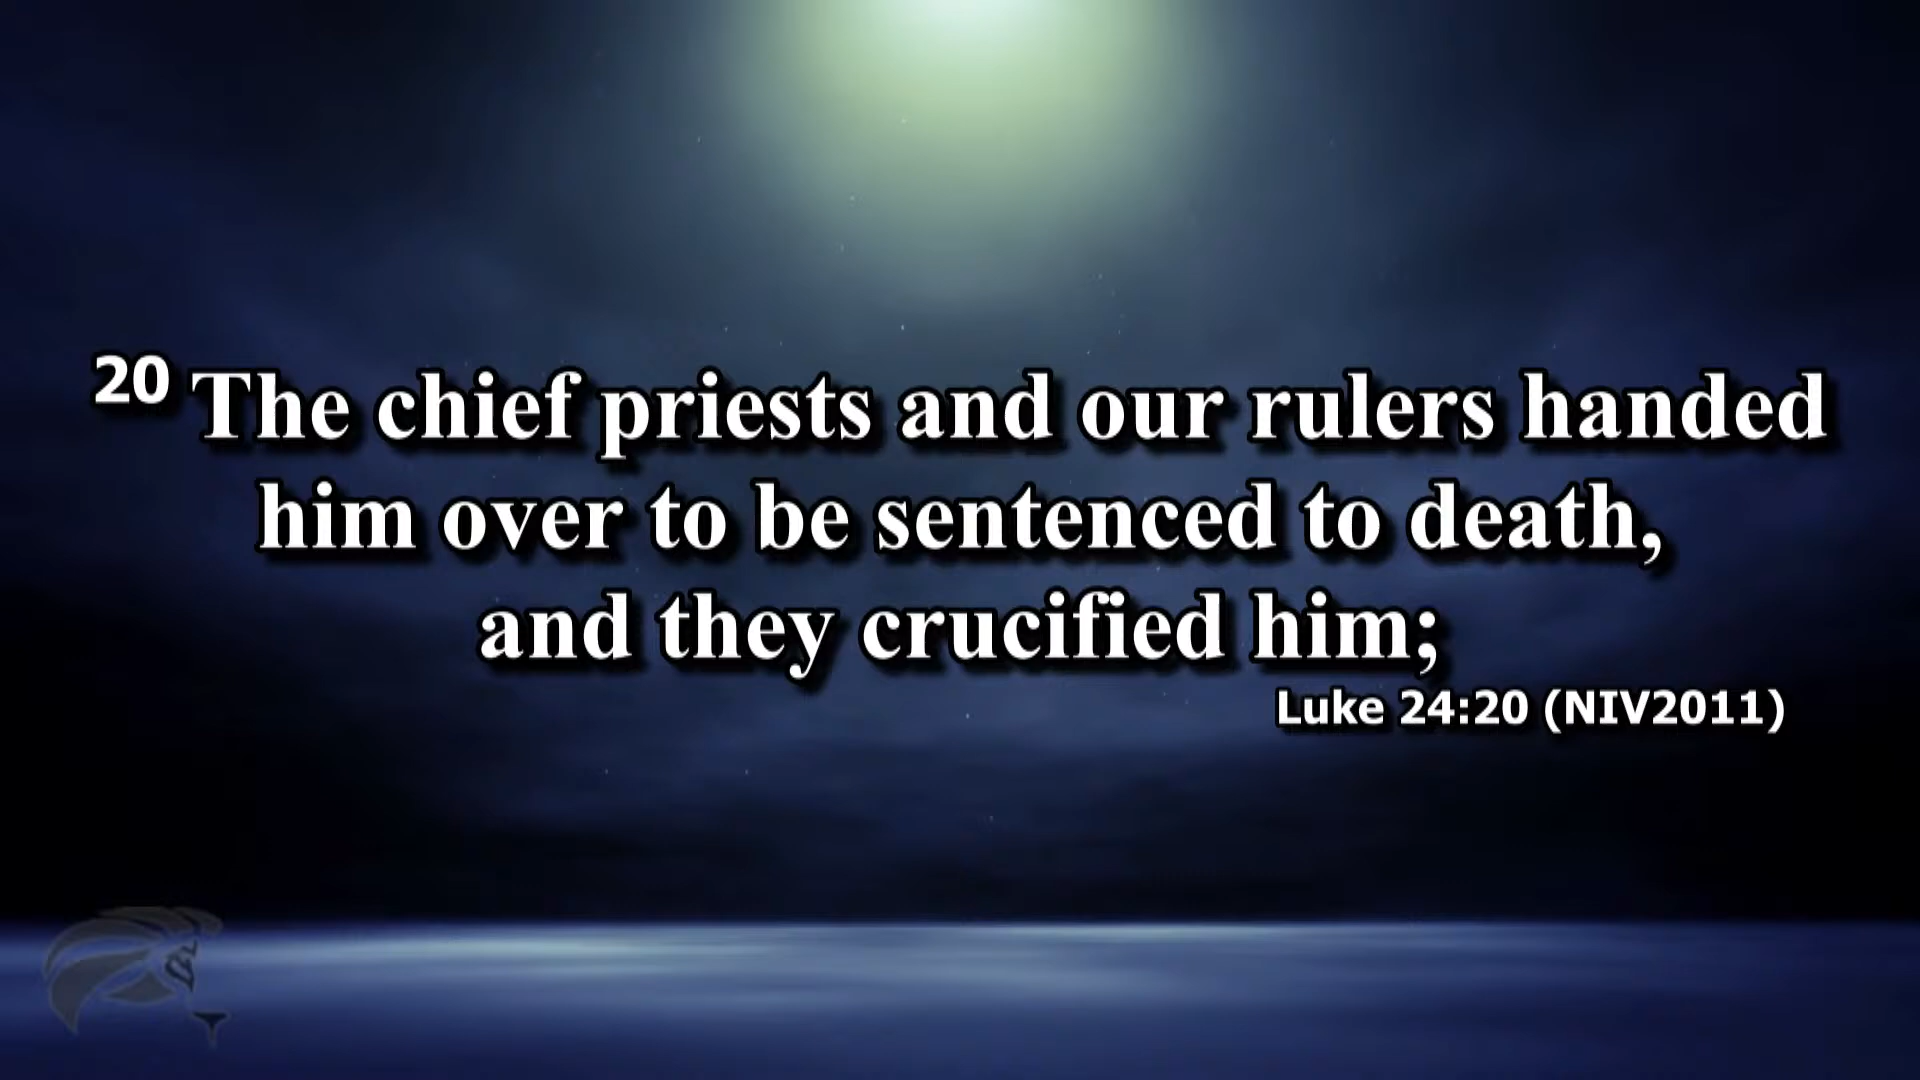 20 The chief priests and our rulers handed
him over to be sentenced to death,
and they crucified him;
Luke 24:20 (NIV2011)